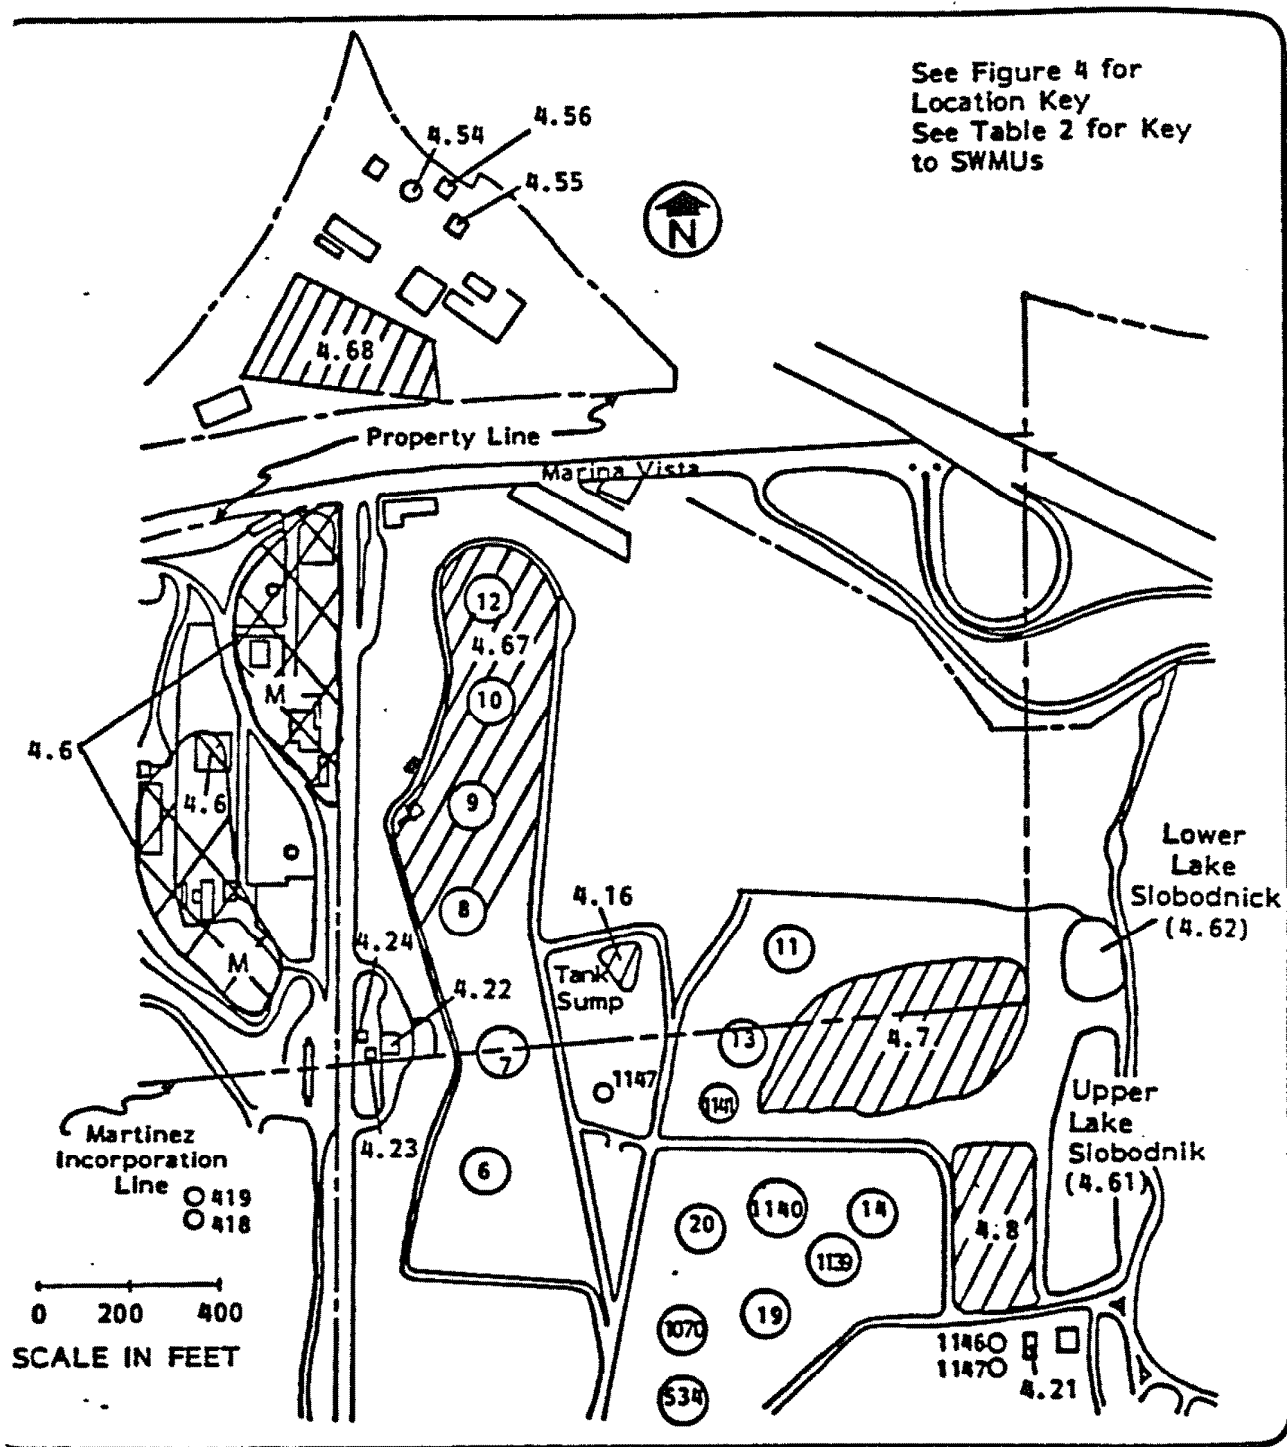 See Figure 4 for
Location Key
See Table 2 for Key
to SWMUs
4.56
4.54
4.55
N
4.68
Property Line
Marina Vista
12
4.67
10
M
4.6
4.6
9
8
4.16
4.24
Tank
Sump
4.22
7
1147
4.23
M
11
13
4.7
1141
Lower
Lake
Slobodnick
(4.62)
Upper
Lake
Slobodnik
(4.61)
Martinez
Incorporation
Line
419
418
6
20
1140
14
1139
4.8
19
1070
534
1146
1147
4.21
0 200 400
SCALE IN FEET